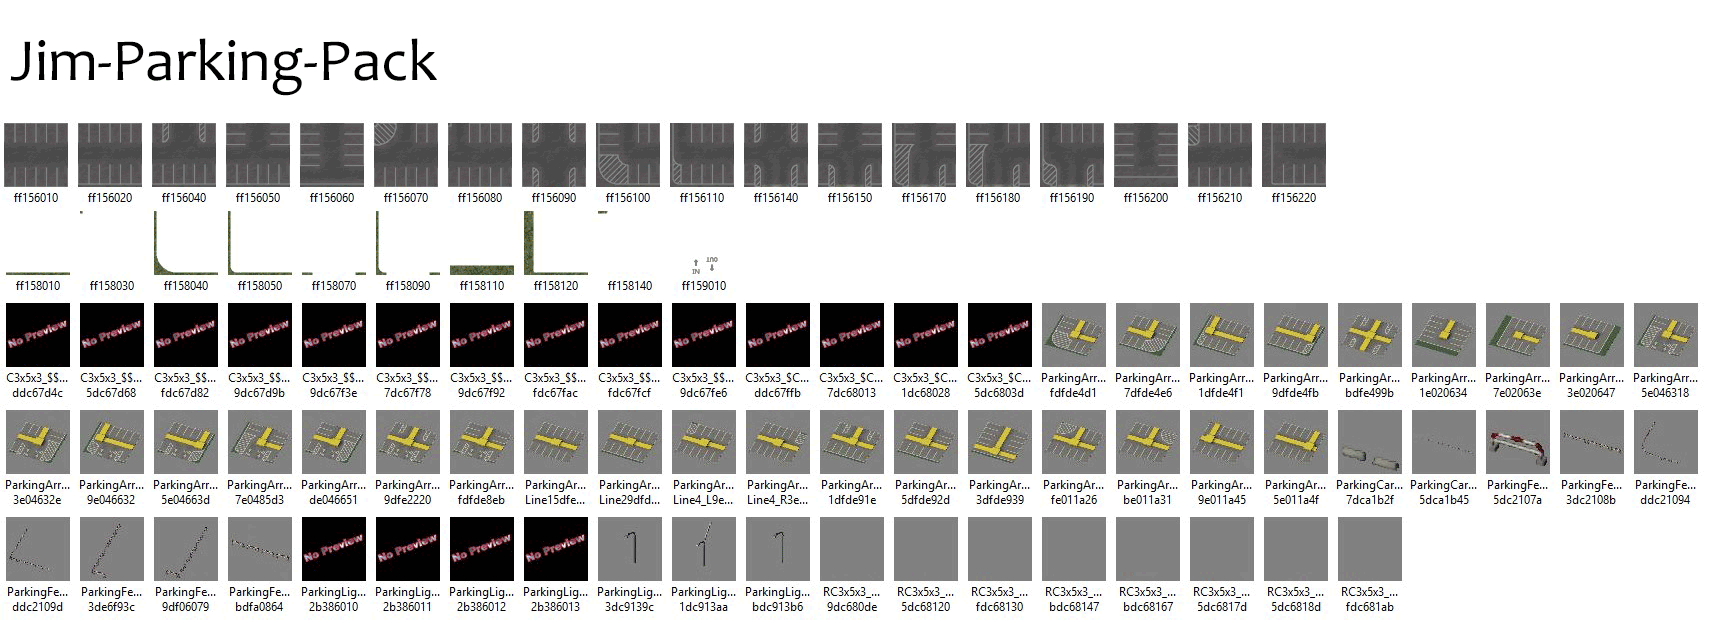 Jim-Parking-Pack
ff156010 ff156020 ff156040 ff156050 ff156060 ff156070 ff156080 ff156090 ff156100 ff156110 ff156140 ff156150 ff156170 ff156180 ff156190 ff156200 ff156210 ff156220
IN OUT
ff158010 ff158030 ff158040 ff158050 ff158070 ff158090 ff158110 ff158120 ff158140 ff159010
No Preview No Preview No Preview No Preview No Preview No Preview No Preview No Preview No Preview No Preview No Preview No Preview No Preview No Preview
C3x5x3_$$... C3x5x3_$$... C3x5x3_$$... C3x5x3_$$... C3x5x3_$$... C3x5x3_$$... C3x5x3_$$... C3x5x3_$$... C3x5x3_$$... C3x5x3_$$... C3x5x3_$C... C3x5x3_$C... C3x5x3_$C... C3x5x3_$C... ParkingArr... ParkingArr... ParkingArr... ParkingArr... ParkingArr... ParkingArr... ParkingArr... ParkingArr... ParkingArr...
ddc67d4c 5dc67d68 fdc67d82 9dc67d9b 9dc67f3e 7dc67f78 9dc67f92 fdc67fac fdc67fcf 9dc67fe6 ddc67ffb 7dc68013 1dc68028 5dc6803d fdfde4d1 7dfde4e6 1dfde4f1 9dfde4fb bdfe499b 1e020634 7e02063e 3e020647 5e046318
ParkingArr... ParkingArr... ParkingArr... ParkingArr... ParkingArr... ParkingArr... ParkingArr... ParkingArr... ParkingArr... ParkingArr... ParkingArr... ParkingArr... ParkingArr... ParkingArr... ParkingArr... ParkingArr... ParkingArr... ParkingArr... ParkingCar... ParkingCar... ParkingFe... ParkingFe... ParkingFe...
3e04632e 9e046632 5e04663d 7e0485d3 de046651 9dfe2220 fdfde8eb Line15dfe... Line29dfd... Line4_L9e... Line4_R3e... 1dfde91e 5dfde92d 3dfde939 fe011a26 be011a31 9e011a45 5e011a4f 7dca1b2f 5dca1b45 5dc2107a 3dc2108b ddc21094
No Preview No Preview No Preview No Preview
ParkingFe... ParkingFe... ParkingFe... ParkingFe... ParkingLig... ParkingLig... ParkingLig... ParkingLig... ParkingLig... ParkingLig... ParkingLig... RC3x5x3_... RC3x5x3_... RC3x5x3_... RC3x5x3_... RC3x5x3_... RC3x5x3_... RC3x5x3_... RC3x5x3_...
ddc2109d 3de6f93c 9df06079 bdfa0864 2b386010 2b386011 2b386012 2b386013 3dc9139c 1dc913aa bdc913b6 9dc680de 5dc68120 fdc68130 bdc68147 bdc68167 5dc6817d 5dc6818d fdc681ab